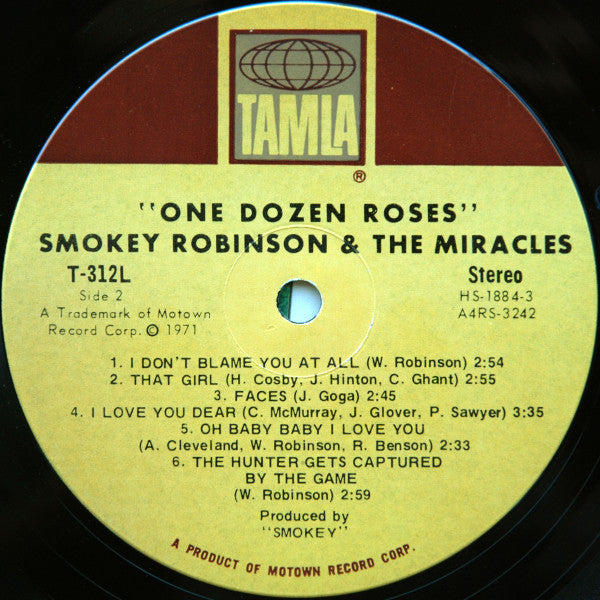 TAMLA
®
"ONE DOZEN ROSES"
SMOKEY ROBINSON & THE MIRACLES
T-312L
Side 2
A Trademark of Motown
Record Corp. © 1971
Stereo
HS-1884-3
A4RS-3242
1. I DON'T BLAME YOU AT ALL (W. Robinson) 2:54
2. THAT GIRL (H. Cosby, J. Hinton, C. Ghant) 2:55
3. FACES (J. Goga) 2:45
4. I LOVE YOU DEAR (C. McMurray, J. Glover, P. Sawyer) 3:35
5. OH BABY BABY I LOVE YOU
(A. Cleveland, W. Robinson, R. Benson) 2:33
6. THE HUNTER GETS CAPTURED
BY THE GAME
(W. Robinson) 2:59
Produced by
"SMOKEY"
A PRODUCT OF MOTOWN RECORD CORP.